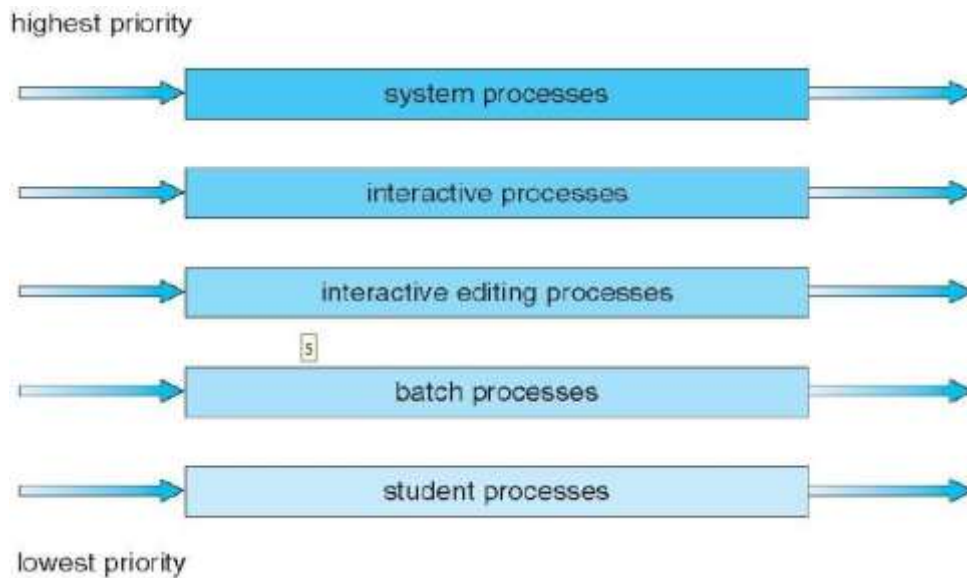 highest priority
system processes
interactive processes
interactive editing processes
5
batch processes
student processes
lowest priority